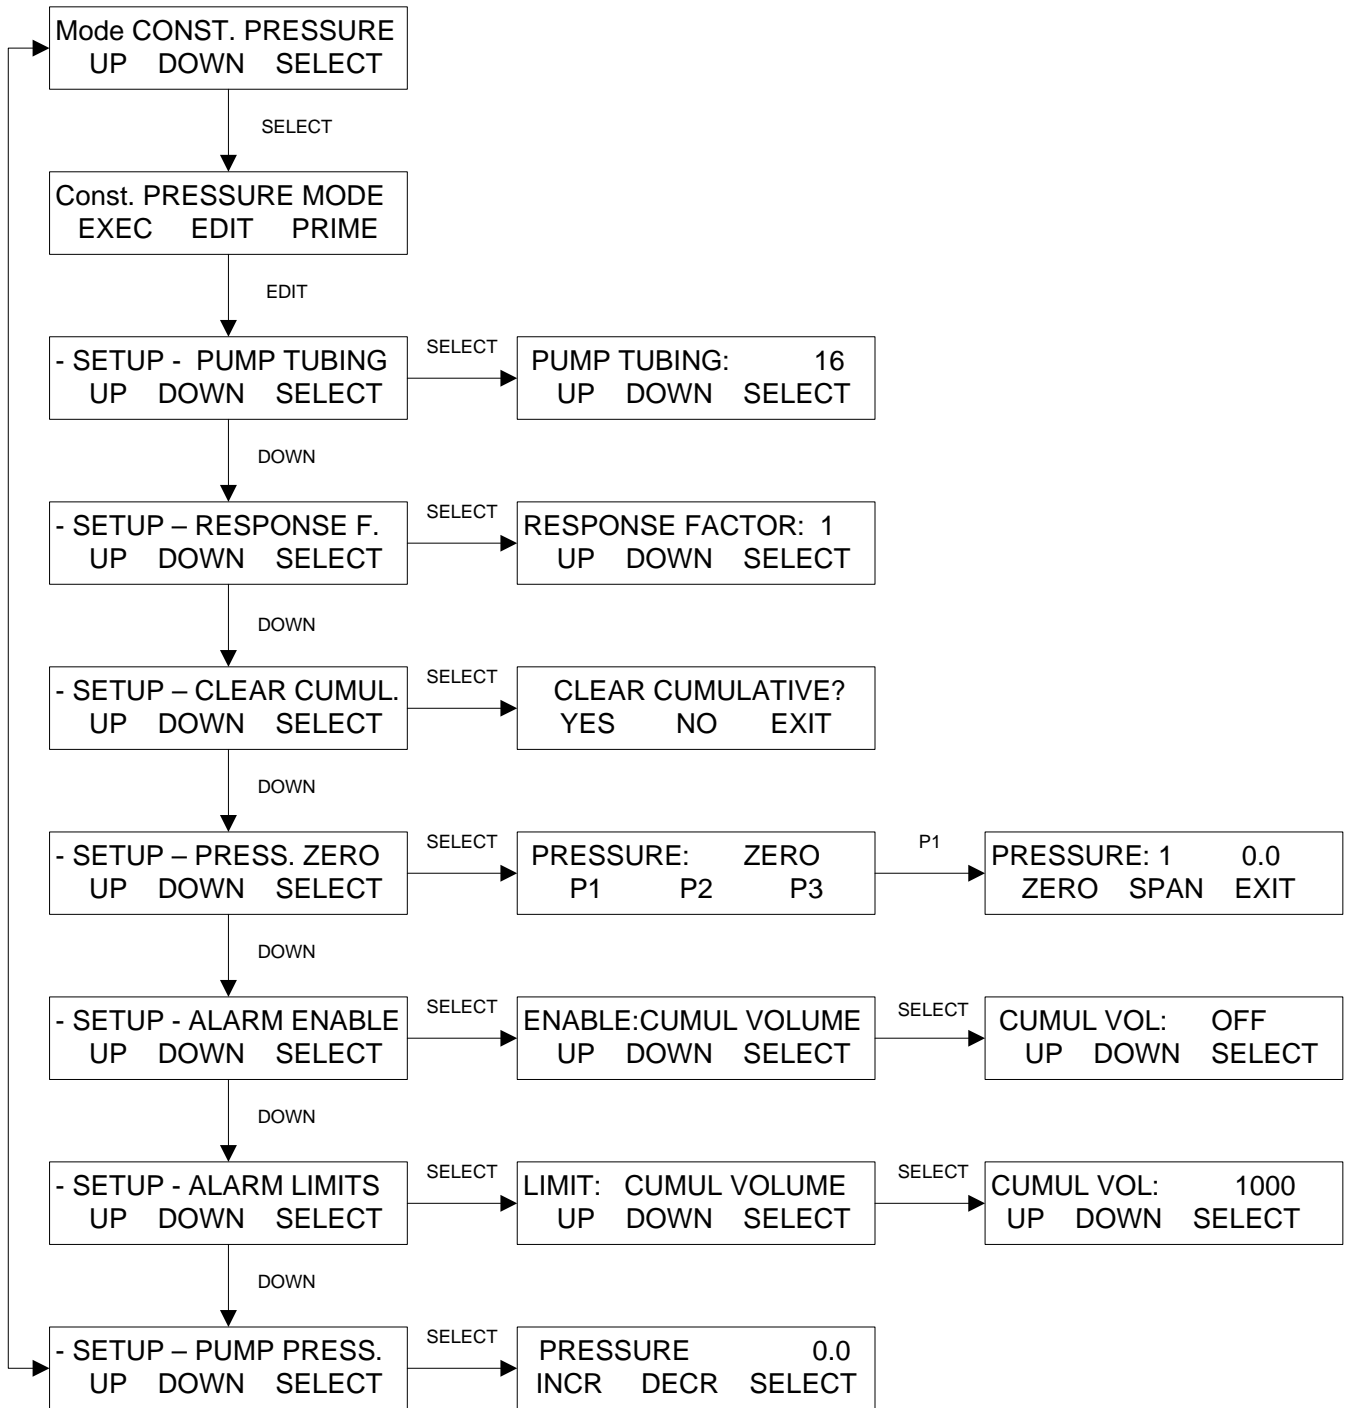 Mode CONST. PRESSURE
UP DOWN SELECT
SELECT
Const. PRESSURE MODE
EXEC EDIT PRIME
EDIT
- SETUP - PUMP TUBING
UP DOWN SELECT
SELECT
PUMP TUBING: 16
UP DOWN SELECT
DOWN
- SETUP – RESPONSE F.
UP DOWN SELECT
SELECT
RESPONSE FACTOR: 1
UP DOWN SELECT
DOWN
- SETUP – CLEAR CUMUL.
UP DOWN SELECT
SELECT
CLEAR CUMULATIVE?
YES NO EXIT
DOWN
- SETUP – PRESS. ZERO
UP DOWN SELECT
SELECT
PRESSURE: ZERO
P1 P2 P3
P1
PRESSURE: 1 0.0
ZERO SPAN EXIT
DOWN
- SETUP - ALARM ENABLE
UP DOWN SELECT
SELECT
ENABLE:CUMUL VOLUME
UP DOWN SELECT
SELECT
CUMUL VOL: OFF
UP DOWN SELECT
DOWN
- SETUP - ALARM LIMITS
UP DOWN SELECT
SELECT
LIMIT: CUMUL VOLUME
UP DOWN SELECT
SELECT
CUMUL VOL: 1000
UP DOWN SELECT
DOWN
- SETUP – PUMP PRESS.
UP DOWN SELECT
SELECT
PRESSURE 0.0
INCR DECR SELECT